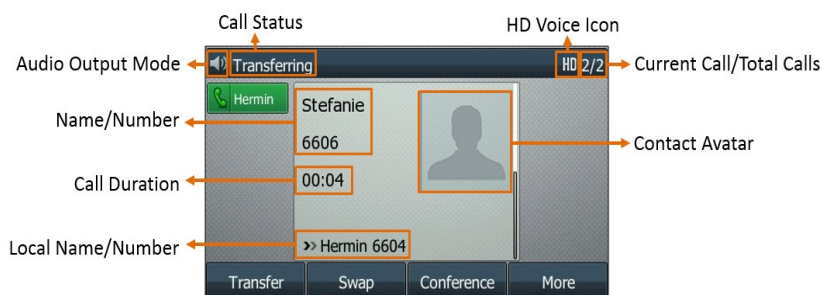 Call Status
HD Voice Icon
Audio Output Mode
Transferring
HD 2/2
Current Call/Total Calls
Hermin
Stefanie
6606
Name/Number
Contact Avatar
Call Duration
00:04
Local Name/Number
Hermin 6604
Transfer
Swap
Conference
More